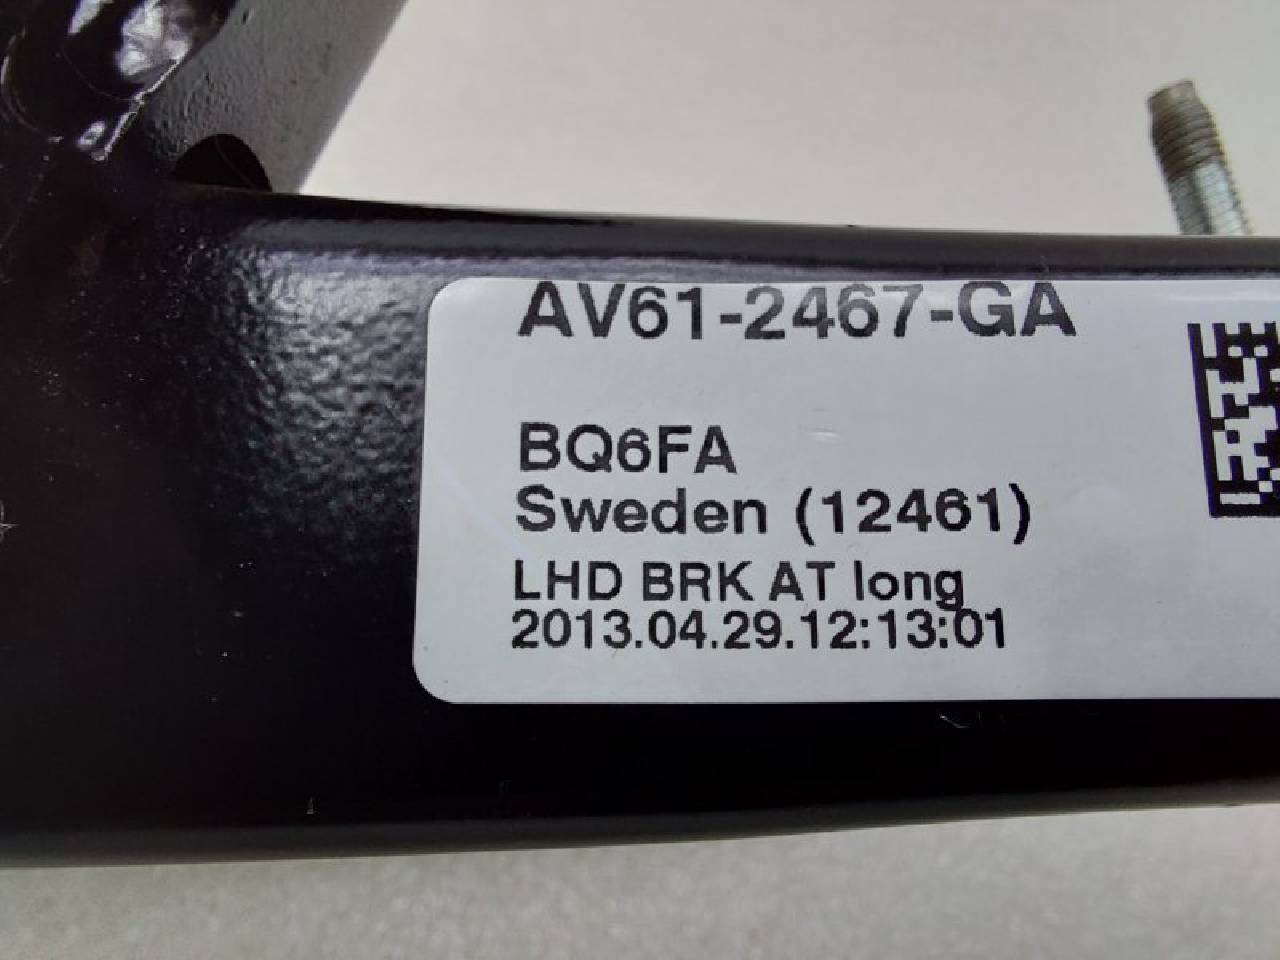 AV61-2467-GA
BQ6FA
Sweden (12461)
LHD BRK AT long
2013.04.29.12:13:01